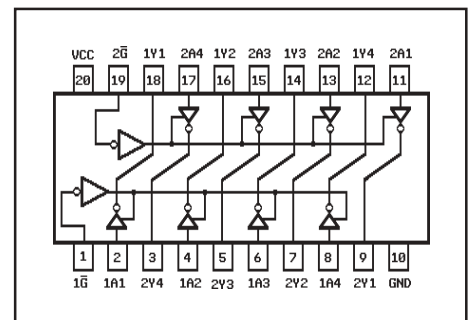 VCC 2G̅ 1Y1 2A4 1Y2 2A3 1Y3 2A2 1Y4 2A1
20 19 18 17 16 15 14 13 12 11
1 2 3 4 5 6 7 8 9 10
1G̅ 1A1 2Y4 1A2 2Y3 1A3 2Y2 1A4 2Y1 GND